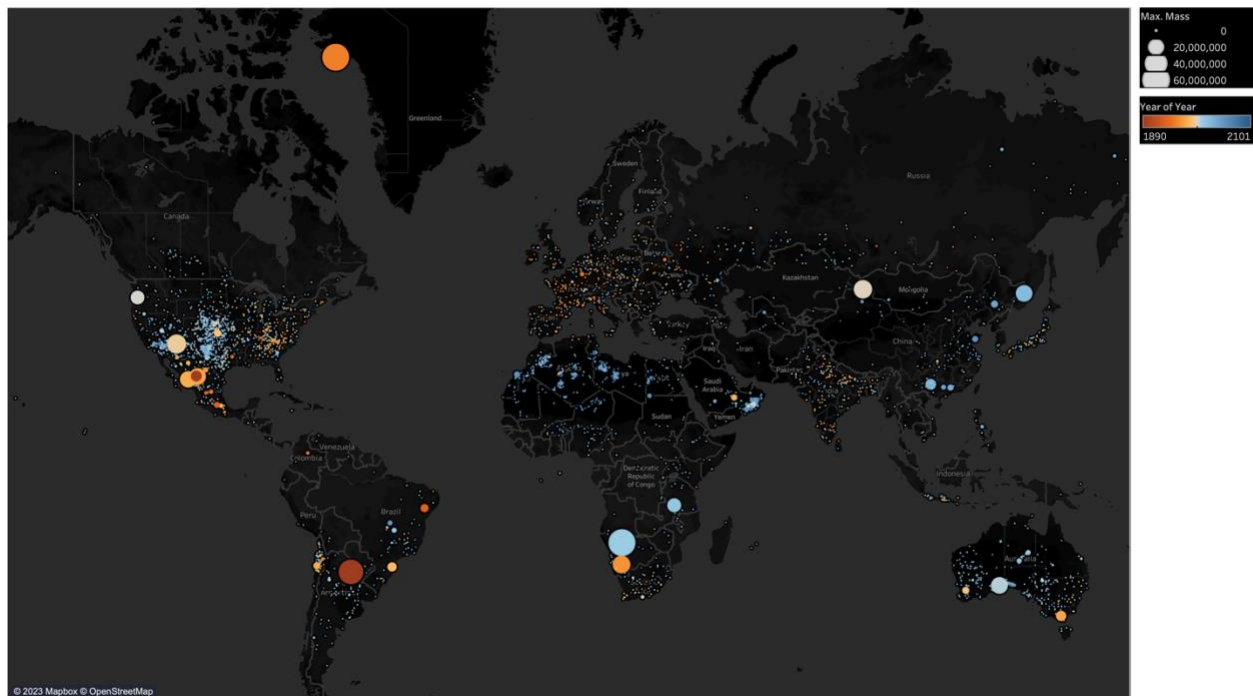 Max. Mass
0
20,000,000
40,000,000
60,000,000
Year of Year
1890 2101
Greenland
Sweden
Finland
Russia
Canada
Kazakhstan
Mongolia
China
Iran
Saudi
Arabia
Yemen
Sudan
Venezuela
Colombia
Democratic
Republic
of Congo
Indonesia
Peru
Brazil
© 2023 Mapbox © OpenStreetMap